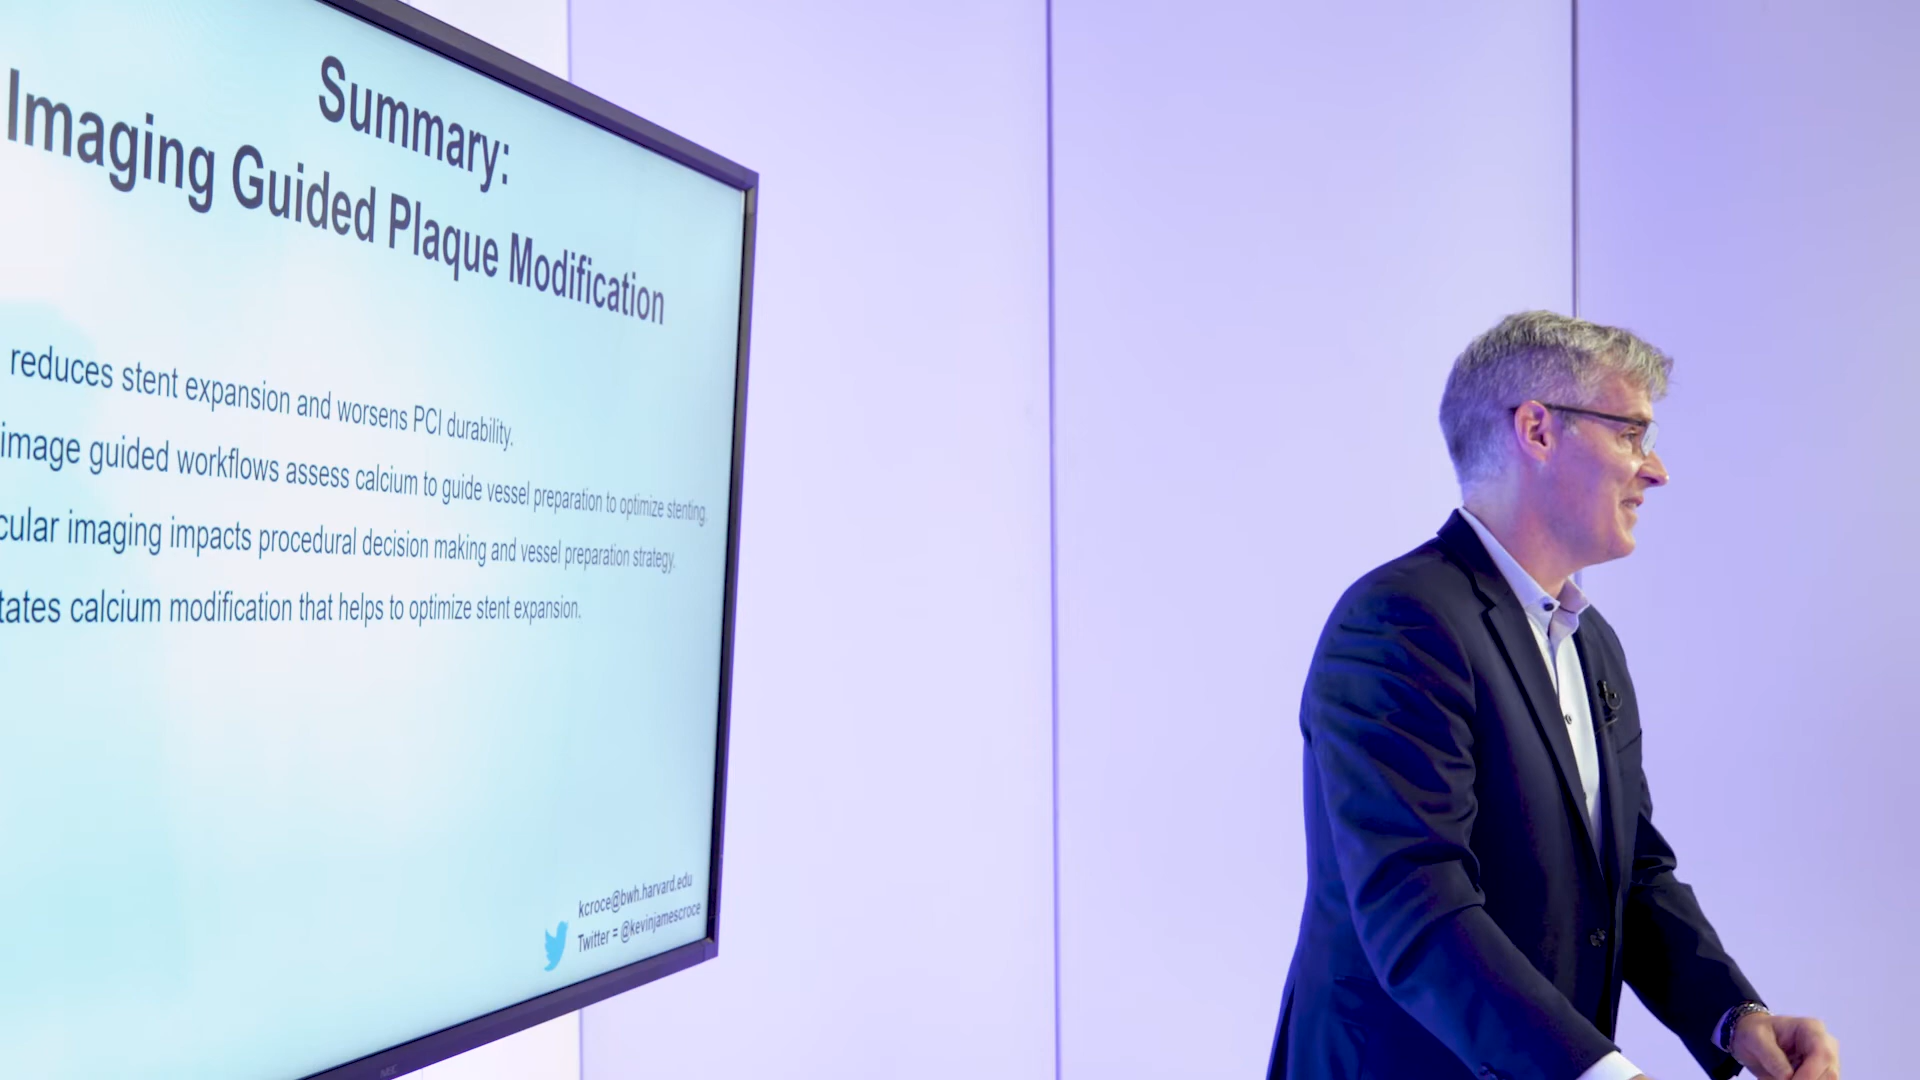 Summary:
Imaging Guided Plaque Modification
reduces stent expansion and worsens PCI durability.
image guided workflows assess calcium to guide vessel preparation to optimize stenting.
cular imaging impacts procedural decision making and vessel preparation strategy.
tates calcium modification that helps to optimize stent expansion.
kcroce@bwh.harvard.edu
Twitter = @kevinjamescroce
NEC